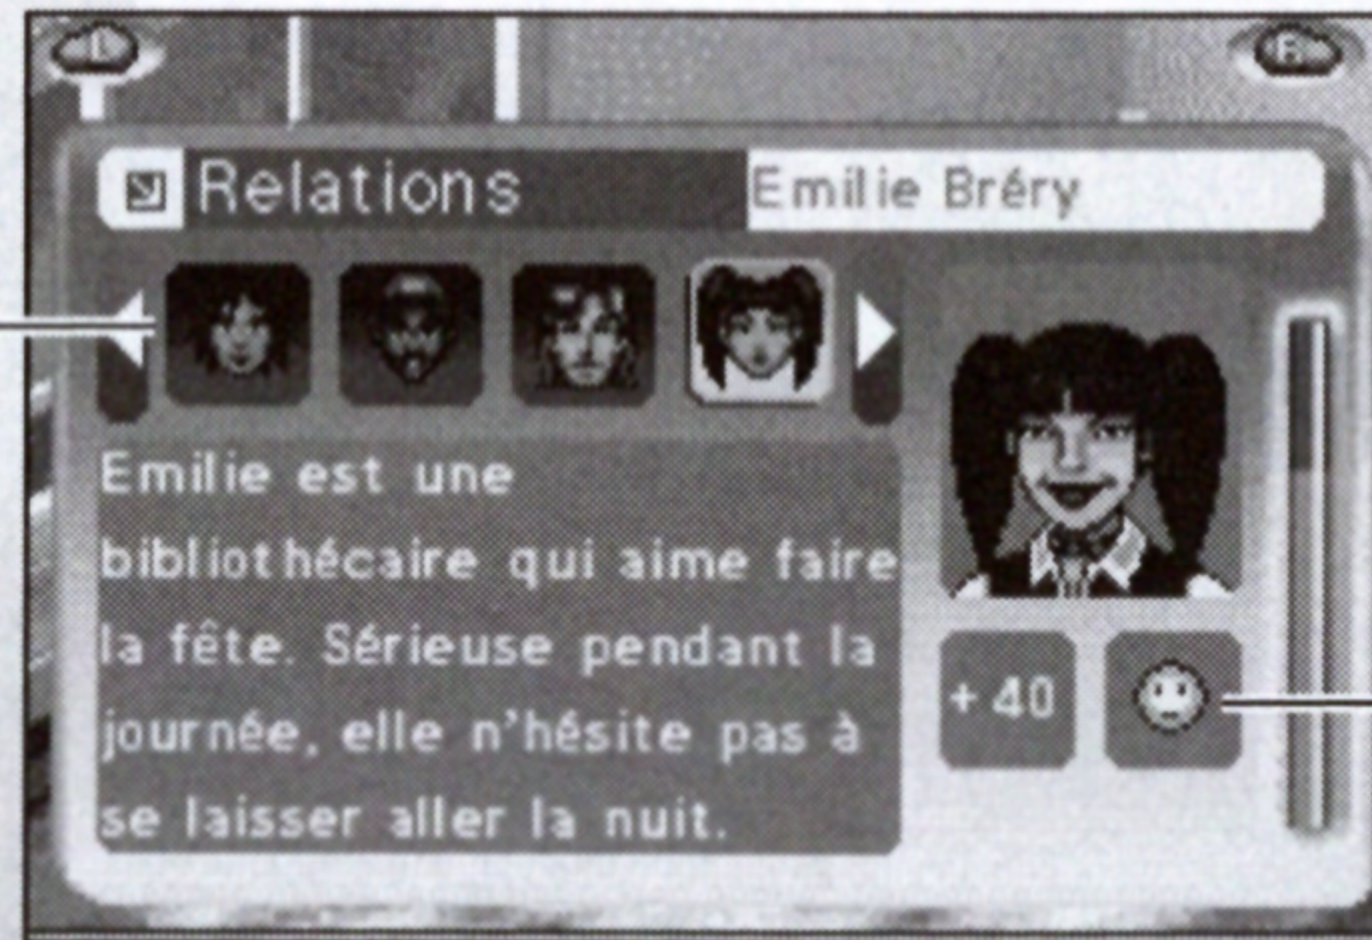 L
R
Relations
Emilie Bréry
Emilie est une
bibliothécaire qui aime faire
la fête. Sérieuse pendant la
journée, elle n'hésite pas à
se laisser aller la nuit.
+ 40